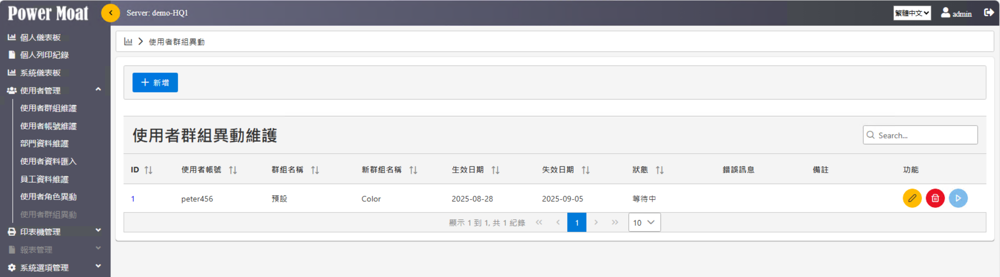 Power Moat
Server: demo-HQ1
繁體中文
admin
個人儀表板
個人列印紀錄
系統儀表板
使用者管理
使用者群組維護
使用者帳號維護
部門資料維護
使用者資料匯入
員工資料維護
使用者角色異動
使用者群組異動
印表機管理
報表管理
系統選項管理
使用者群組異動
新增
使用者群組異動維護
Search...
ID 使用者帳號 群組名稱 新群組名稱 生效日期 失效日期 狀態 錯誤訊息 備註 功能
1 peter456 預設 Color 2025-08-28 2025-09-05 等待中
顯示 1 到 1, 共 1 紀錄 1 10